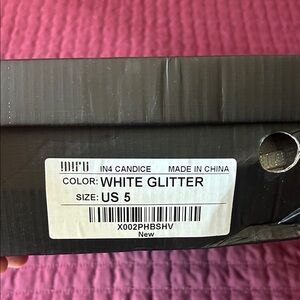 IN4 CANDICE MADE IN CHINA
COLOR: WHITE GLITTER
SIZE: US 5
X002PHBSHV
New